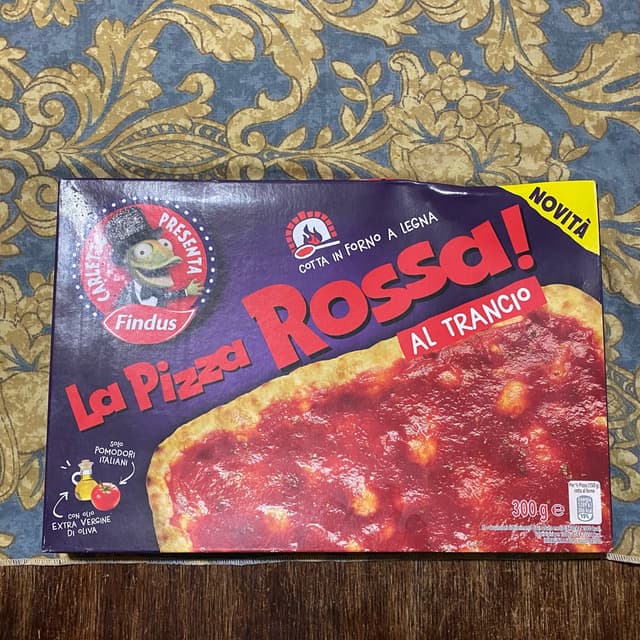 CARLETTO PRESENTA
Findus
COTTA IN FORNO A LEGNA
NOVITÀ
La Pizza Rossa!
AL TRANCIO
SOLO
POMODORI
ITALIANI
CON OLIO
EXTRA VERGINE
DI OLIVA
300 g e